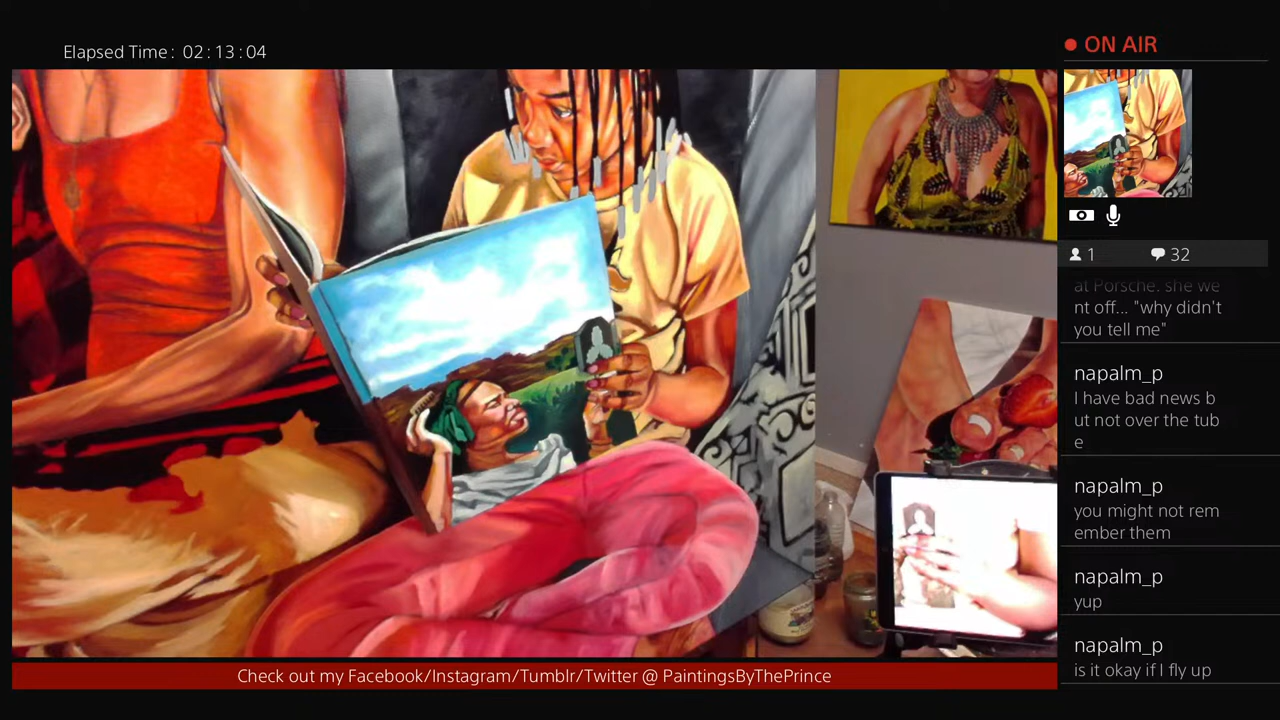 Elapsed Time: 02:13:04
ON AIR
1 32
at Porsche. she we
nt off... "why didn't
you tell me"
napalm_p
I have bad news b
ut not over the tub
e
napalm_p
you might not rem
ember them
napalm_p
yup
napalm_p
is it okay if I fly up
Check out my Facebook/Instagram/Tumblr/Twitter @ PaintingsByThePrince